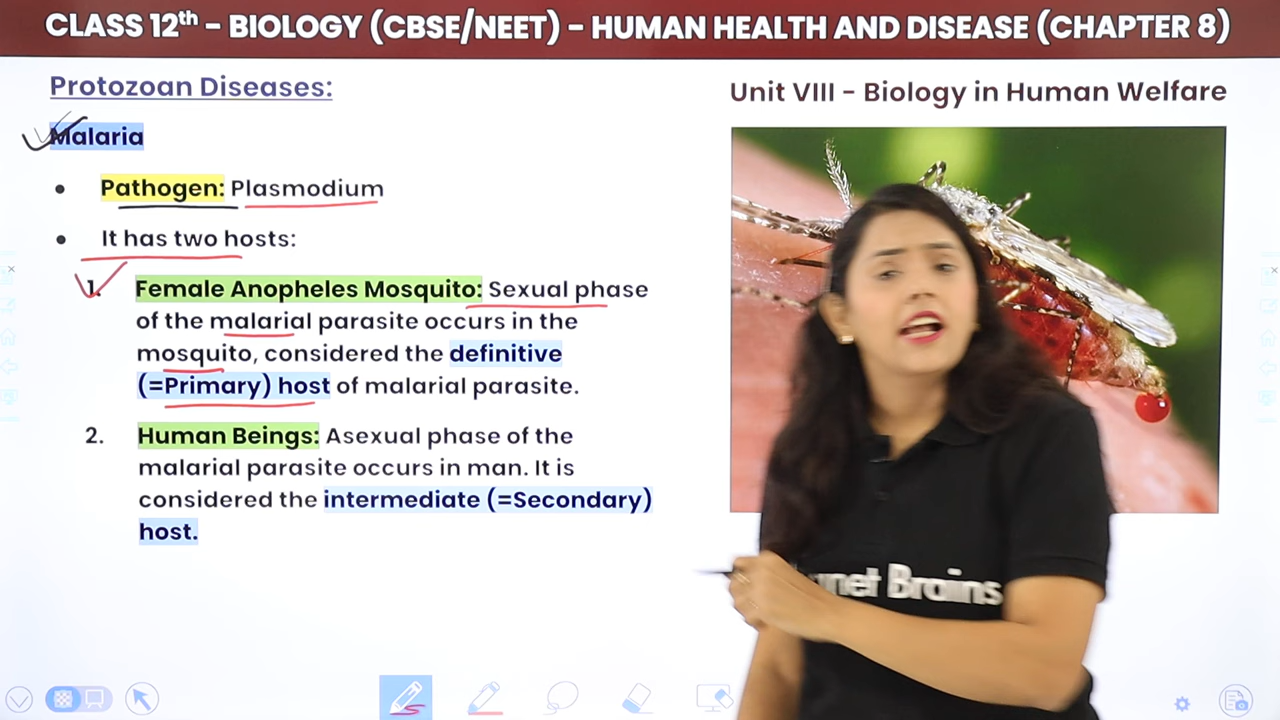 CLASS 12th – BIOLOGY (CBSE/NEET) – HUMAN HEALTH AND DISEASE (CHAPTER 8)
Protozoan Diseases:
Unit VIII – Biology in Human Welfare
Malaria
• Pathogen: Plasmodium
• It has two hosts:
1. Female Anopheles Mosquito: Sexual phase
of the malarial parasite occurs in the
mosquito, considered the definitive
(=Primary) host of malarial parasite.
2. Human Beings: Asexual phase of the
malarial parasite occurs in man. It is
considered the intermediate (=Secondary)
host.
Brains